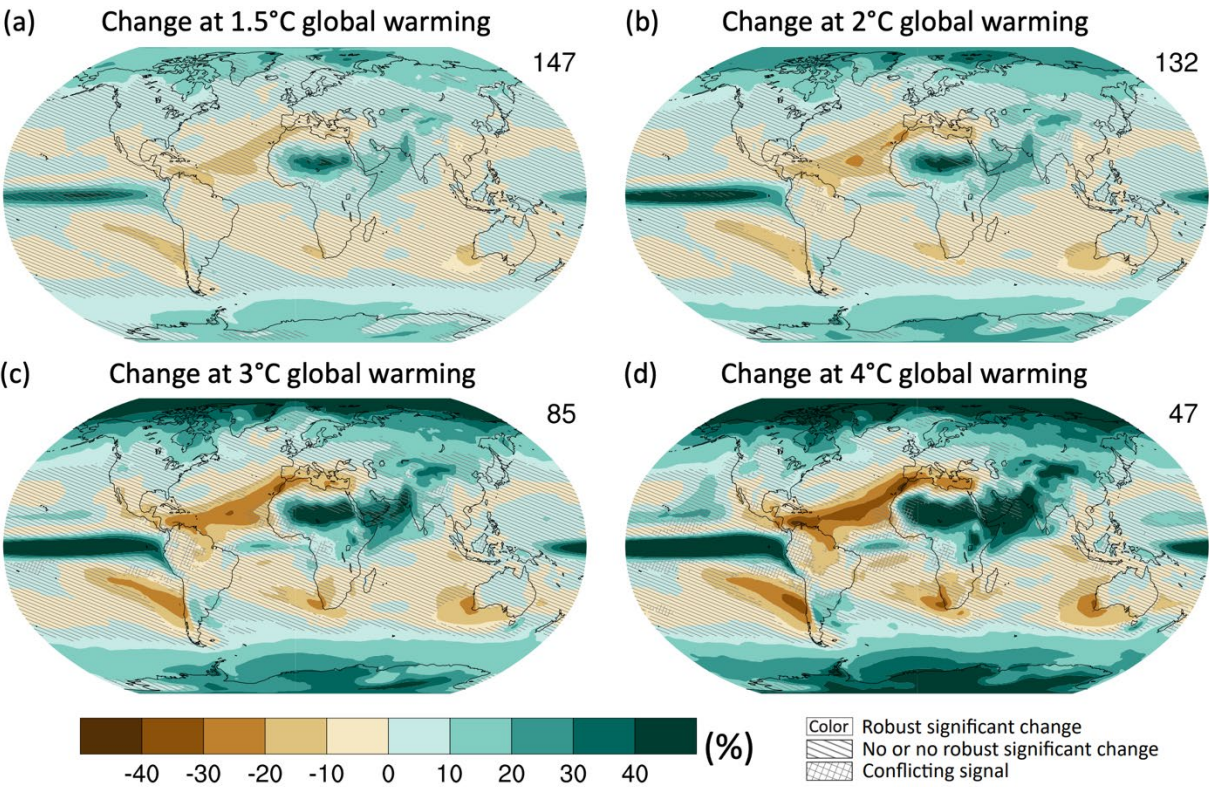 (a) Change at 1.5°C global warming
147
(b) Change at 2°C global warming
132
(c) Change at 3°C global warming
85
(d) Change at 4°C global warming
47
-40 -30 -20 -10 0 10 20 30 40
(%)
Color Robust significant change
No or no robust significant change
Conflicting signal